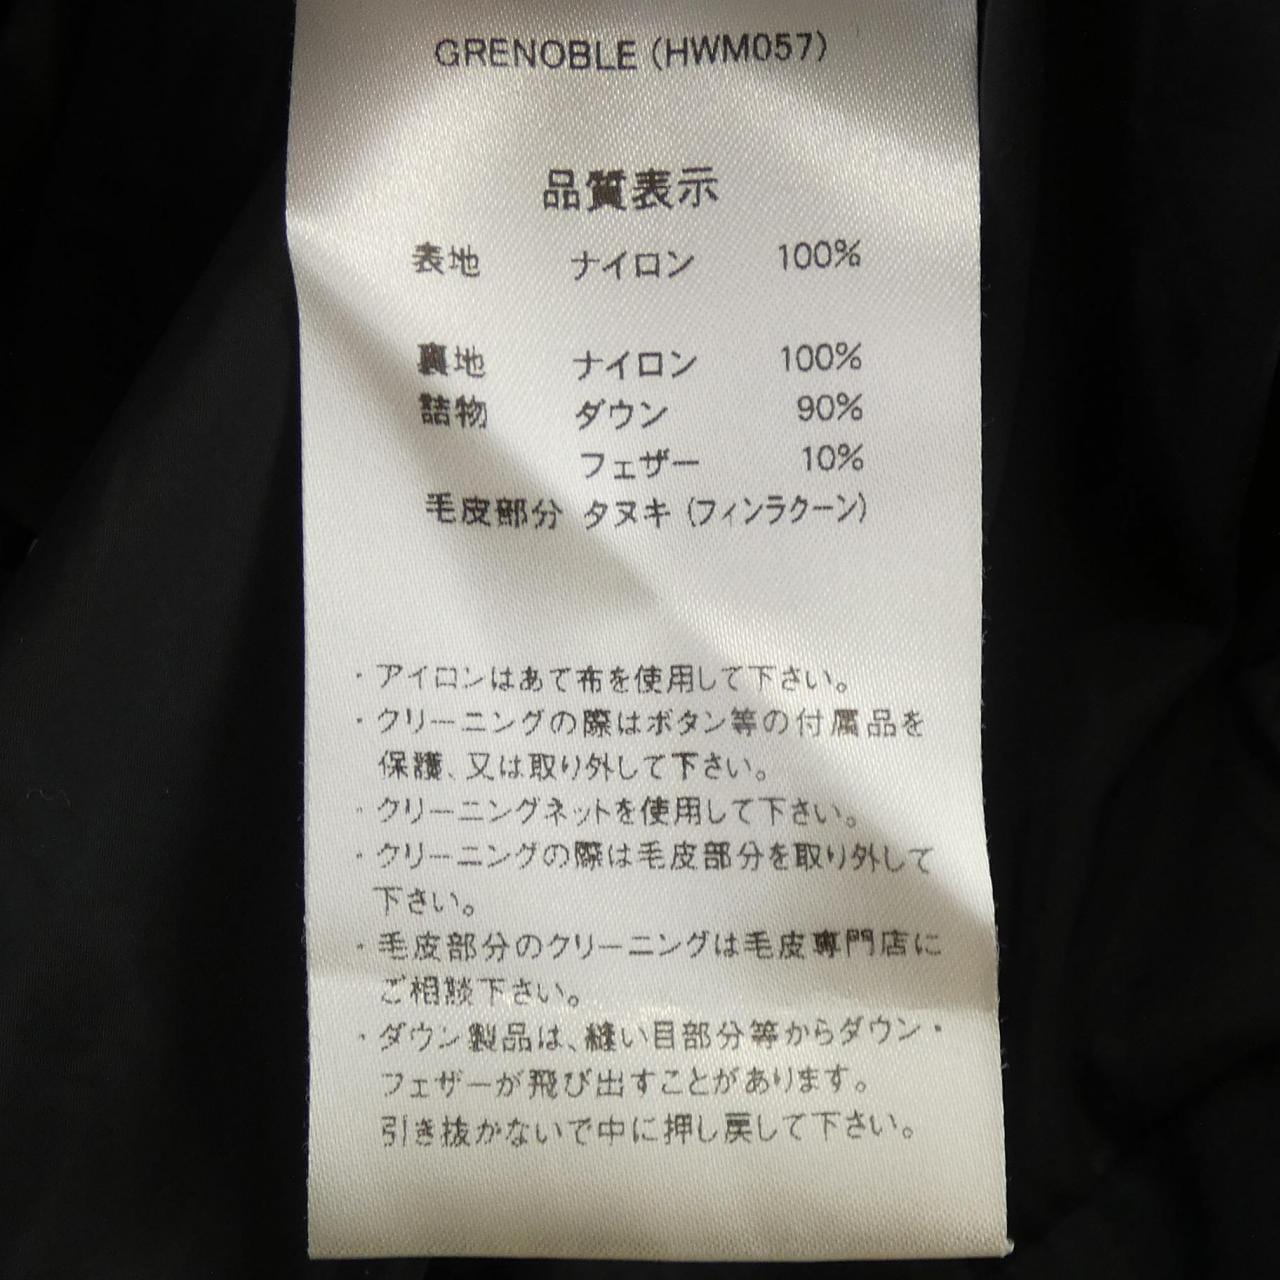 GRENOBLE (HWM057)
品質表示
表地 ナイロン 100%
裏地 ナイロン 100%
詰物 ダウン 90%
フェザー 10%
毛皮部分 タヌキ (フィンラクーン)
・アイロンはあて布を使用して下さい。
・クリーニングの際はボタン等の付属品を
保護、又は取り外して下さい。
・クリーニングネットを使用して下さい。
・クリーニングの際は毛皮部分を取り外して
下さい。
・毛皮部分のクリーニングは毛皮専門店に
ご相談下さい。
・ダウン製品は、縫い目部分等からダウン・
フェザーが飛び出すことがあります。
引き抜かないで中に押し戻して下さい。